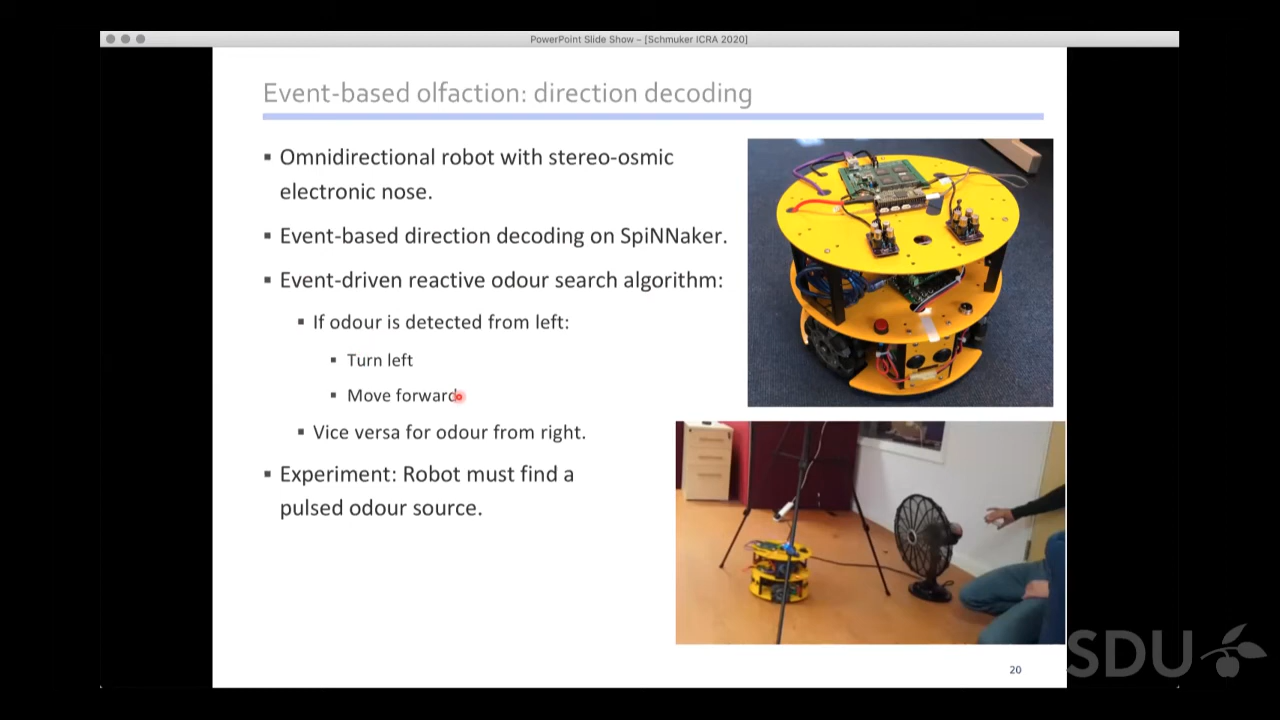 PowerPoint Slide Show – [Schmuker ICRA 2020]
Event-based olfaction: direction decoding
▪ Omnidirectional robot with stereo-osmic
electronic nose.
▪ Event-based direction decoding on SpiNNaker.
▪ Event-driven reactive odour search algorithm:
▪ If odour is detected from left:
▪ Turn left
▪ Move forward
▪ Vice versa for odour from right.
▪ Experiment: Robot must find a
pulsed odour source.
20
SDU